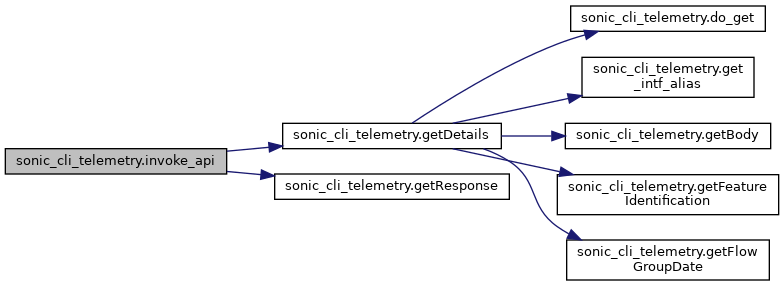 sonic_cli_telemetry.do_get
sonic_cli_telemetry.get
_intf_alias
sonic_cli_telemetry.getDetails
sonic_cli_telemetry.getBody
sonic_cli_telemetry.invoke_api
sonic_cli_telemetry.getResponse
sonic_cli_telemetry.getFeature
Identification
sonic_cli_telemetry.getFlow
GroupDate